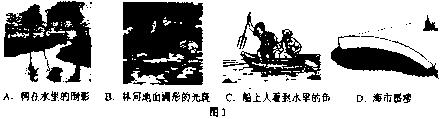 A. 树在水里的倒影 B. 林间地面圆形的光斑 C. 船上人看到水里的鱼 D. 海市蜃楼
图1